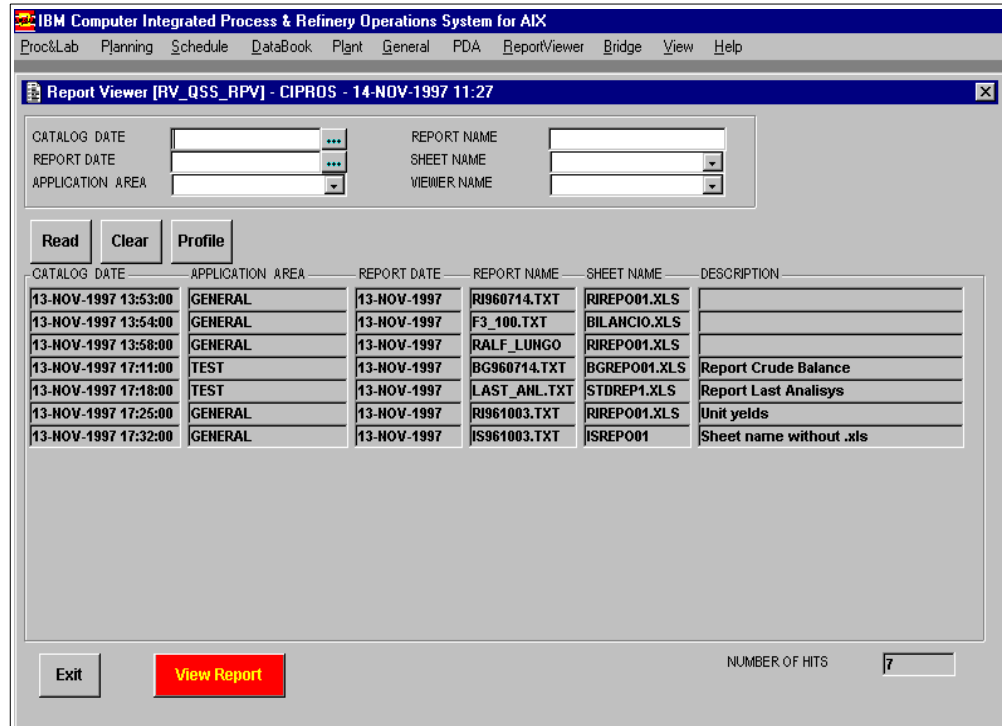 IBM Computer Integrated Process & Refinery Operations System for AIX
Proc&Lab Planning Schedule DataBook Plant General PDA ReportViewer Bridge View Help
Report Viewer [RV_QSS_RPV] - CIPROS - 14-NOV-1997 11:27
CATALOG DATE ... REPORT NAME
REPORT DATE ... SHEET NAME
APPLICATION AREA VIEWER NAME
Read Clear Profile
CATALOG DATE APPLICATION AREA REPORT DATE REPORT NAME SHEET NAME DESCRIPTION
13-NOV-1997 13:53:00 GENERAL 13-NOV-1997 RI960714.TXT RIREPO01.XLS
13-NOV-1997 13:54:00 GENERAL 13-NOV-1997 F3_100.TXT BILANCIO.XLS
13-NOV-1997 13:58:00 GENERAL 13-NOV-1997 RALF_LUNGO RIREPO01.XLS
13-NOV-1997 17:11:00 TEST 13-NOV-1997 BG960714.TXT BGREPO01.XLS Report Crude Balance
13-NOV-1997 17:18:00 TEST 13-NOV-1997 LAST_ANL.TXT STDREP1.XLS Report Last Analisys
13-NOV-1997 17:25:00 GENERAL 13-NOV-1997 RI961003.TXT RIREPO01.XLS Unit yelds
13-NOV-1997 17:32:00 GENERAL 13-NOV-1997 IS961003.TXT ISREPO01 Sheet name without .xls
Exit View Report NUMBER OF HITS 7